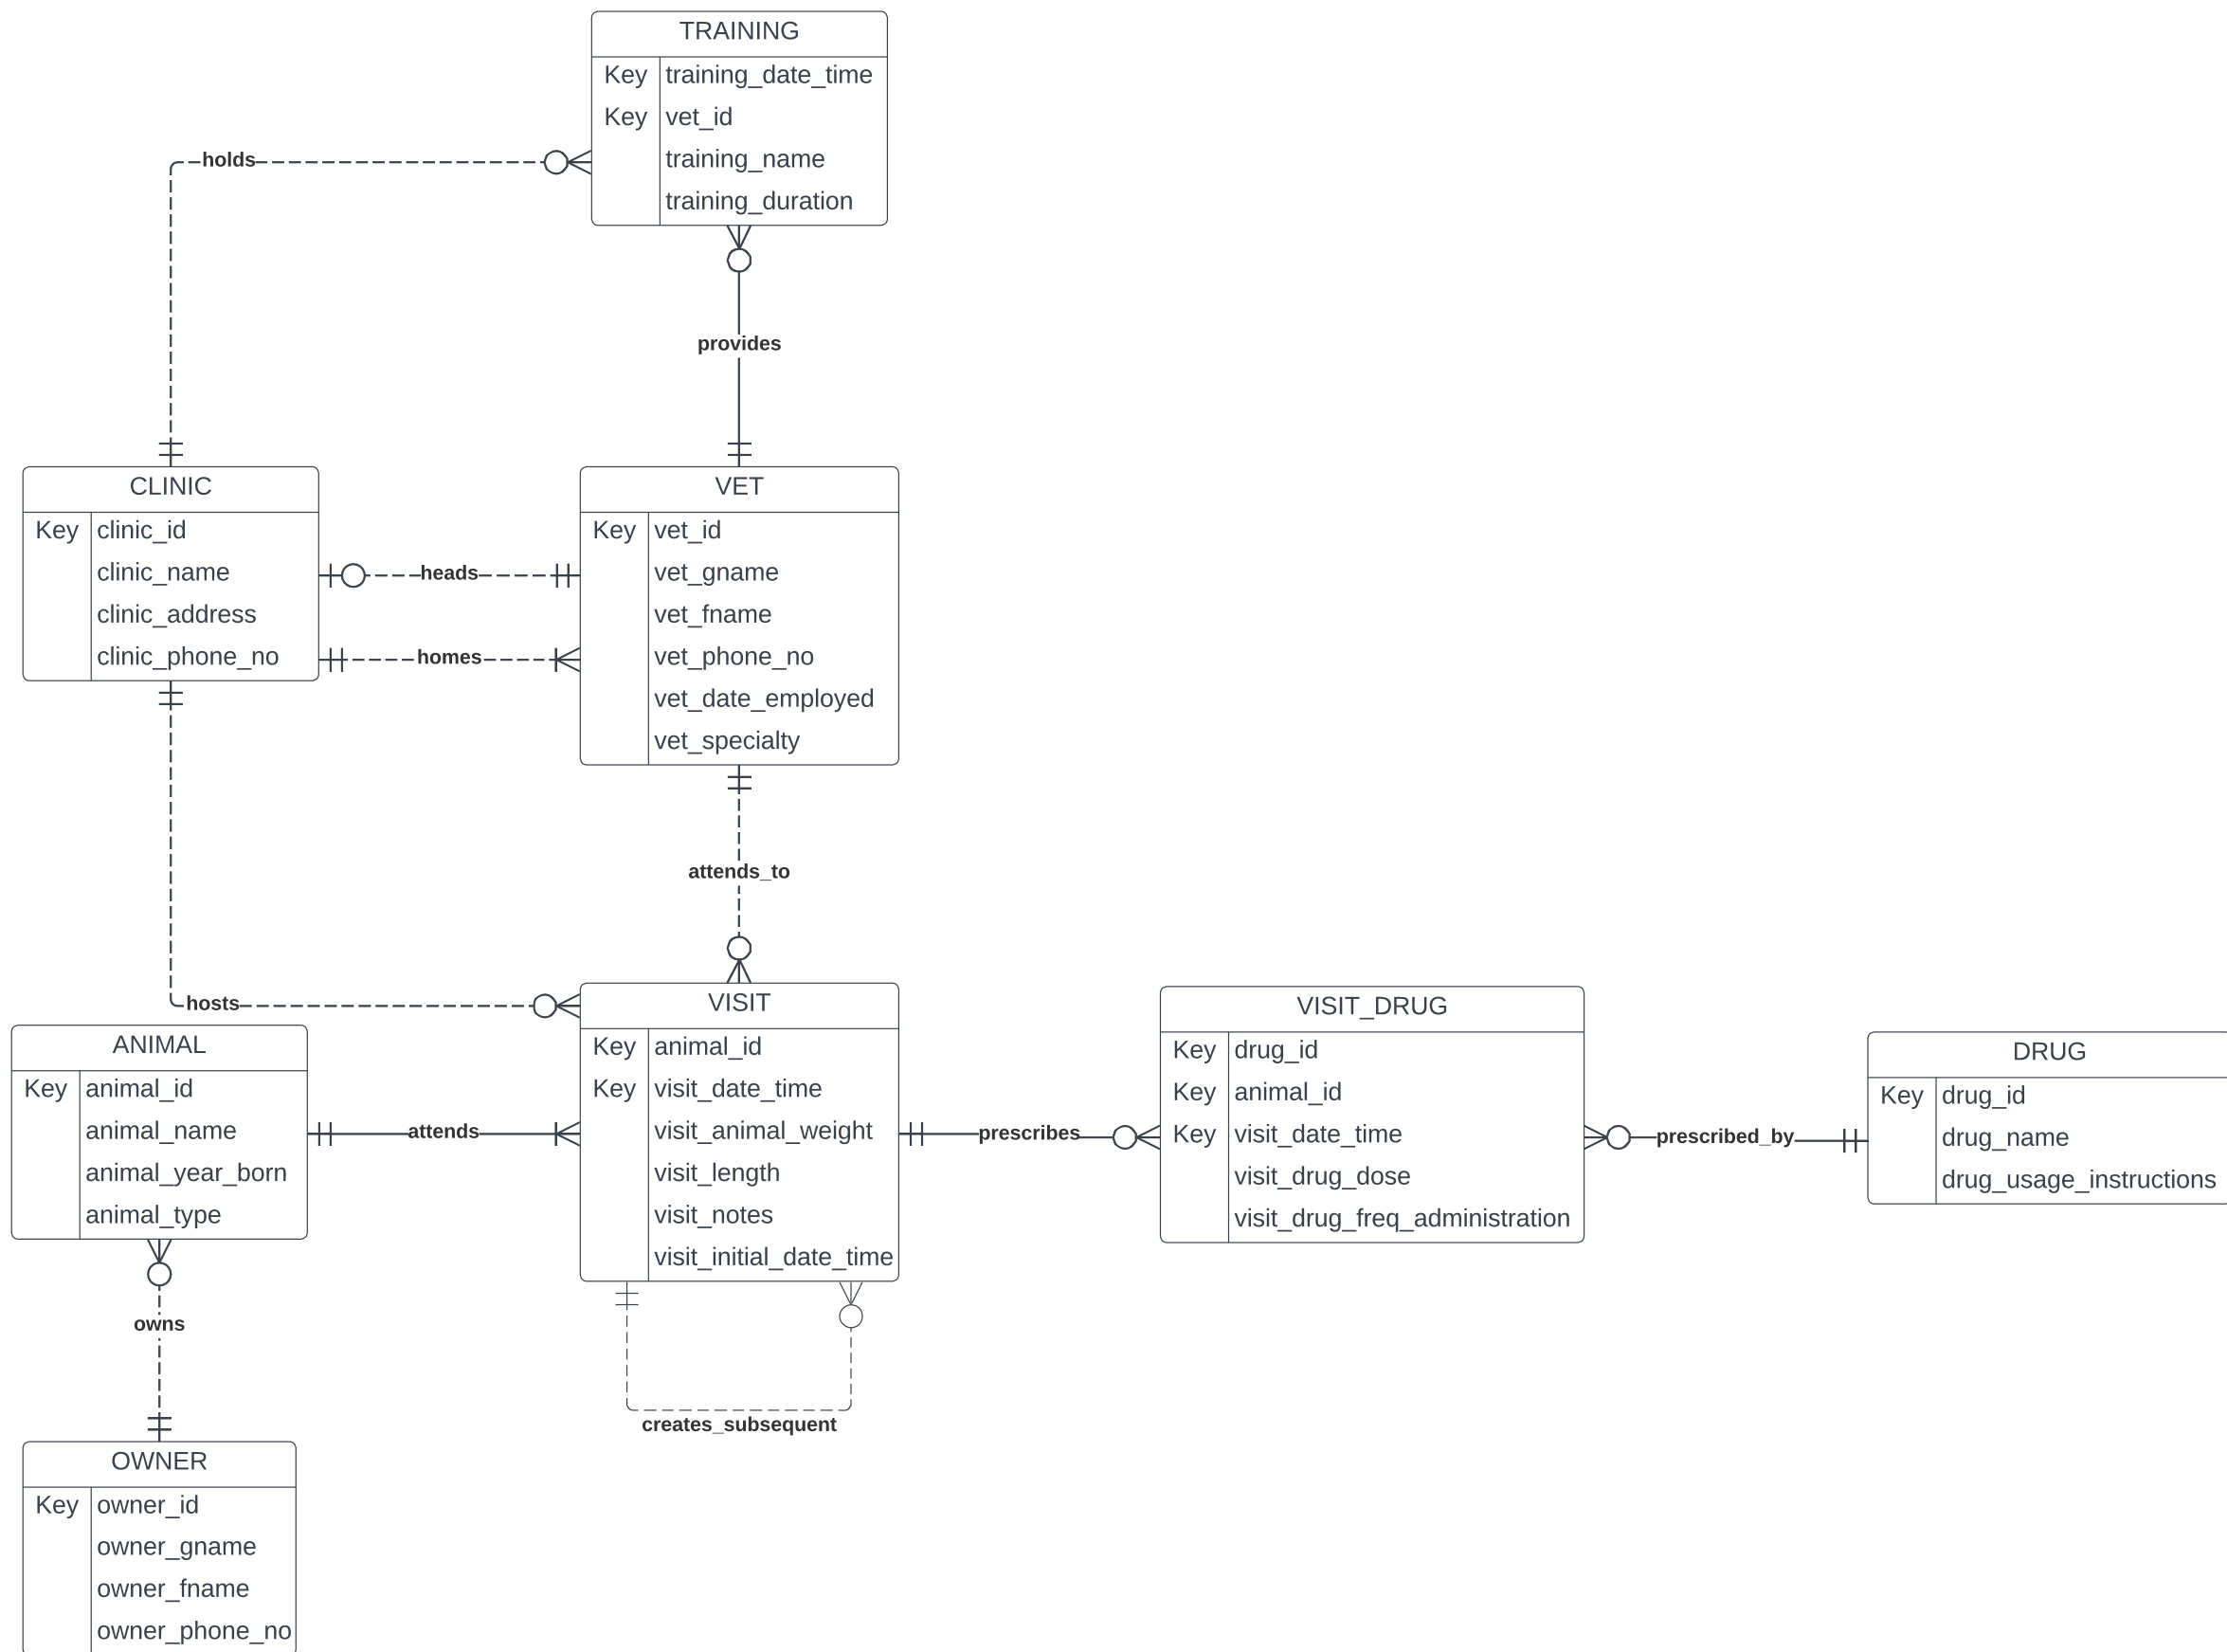 TRAINING
Key training_date_time
Key vet_id
training_name
training_duration
holds
provides
CLINIC
Key clinic_id
clinic_name
clinic_address
clinic_phone_no
heads
homes
VET
Key vet_id
vet_gname
vet_fname
vet_phone_no
vet_date_employed
vet_specialty
attends_to
hosts
ANIMAL
Key animal_id
animal_name
animal_year_born
animal_type
attends
VISIT
Key animal_id
Key visit_date_time
visit_animal_weight
visit_length
visit_notes
visit_initial_date_time
prescribes
VISIT_DRUG
Key drug_id
Key animal_id
Key visit_date_time
visit_drug_dose
visit_drug_freq_administration
prescribed_by
DRUG
Key drug_id
drug_name
drug_usage_instructions
owns
creates_subsequent
OWNER
Key owner_id
owner_gname
owner_fname
owner_phone_no